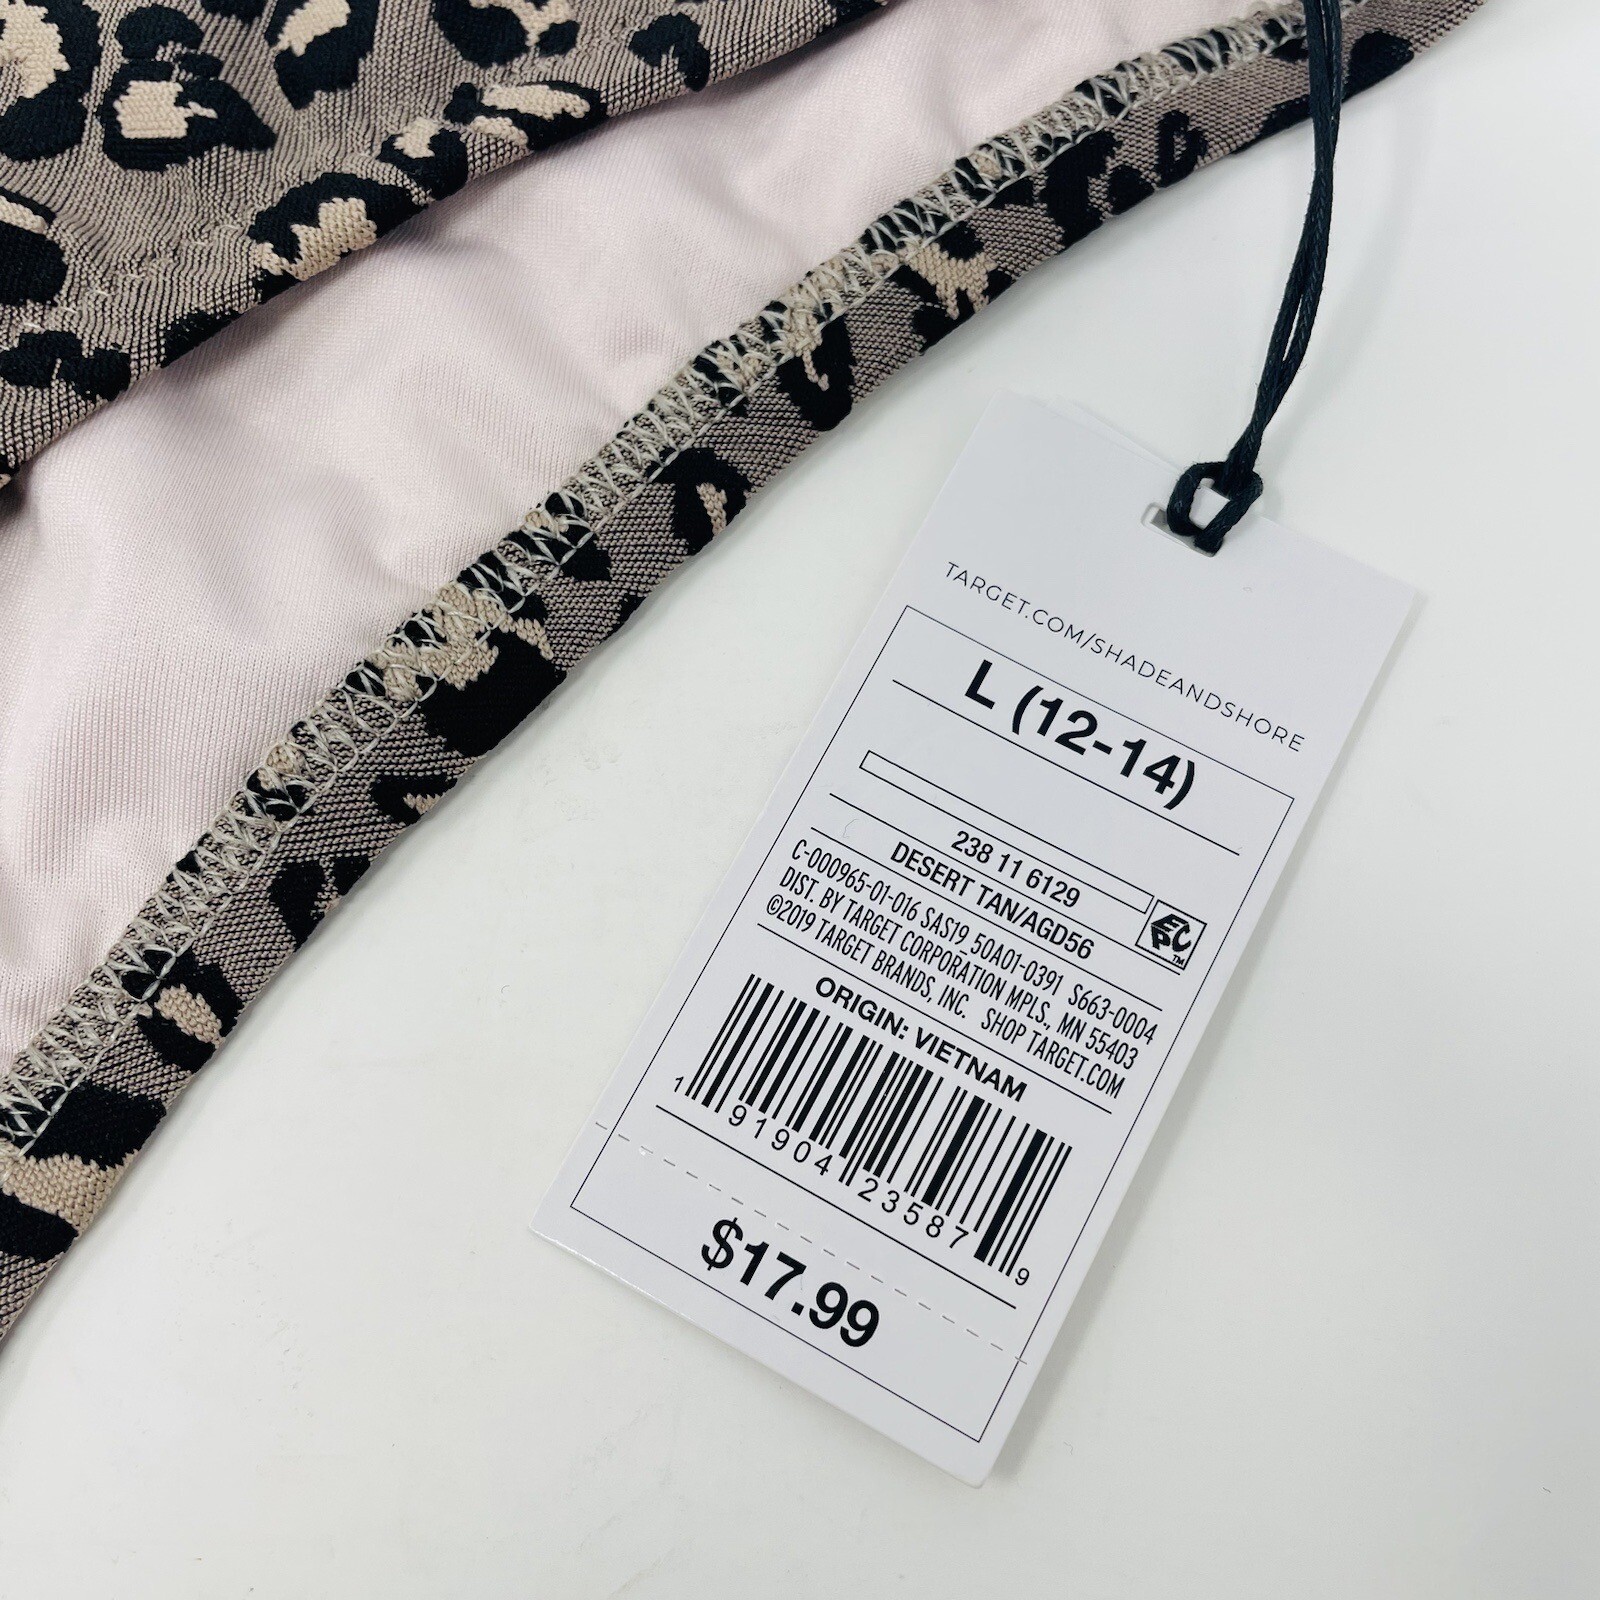 TARGET.COM/SHADEANDSHORE
L (12-14)
238 11 6129
DESERT TAN/AGD56
C-000965-01-016 SAS19 50A01-0391 S663-0004
DIST. BY TARGET CORPORATION MPLS., MN 55403
©2019 TARGET BRANDS, INC. SHOP TARGET.COM
EPC™
ORIGIN: VIETNAM
1 91904 23587 9
$17.99